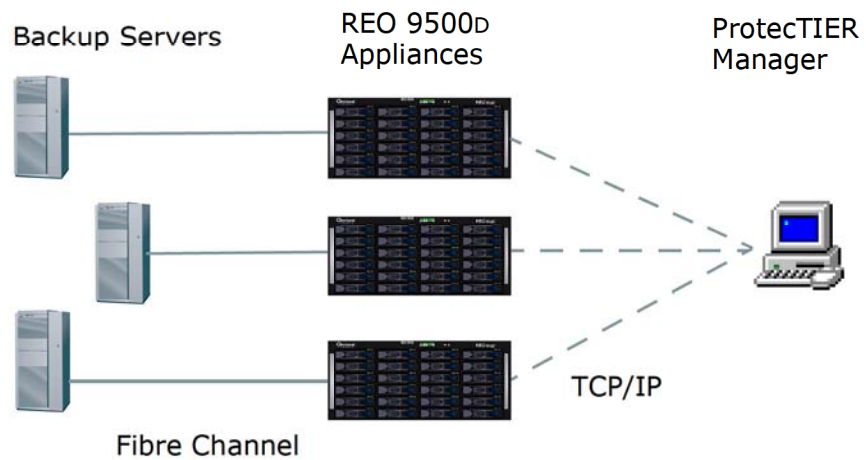 Backup Servers
REO 9500D
Appliances
ProtecTIER
Manager
TCP/IP
Fibre Channel